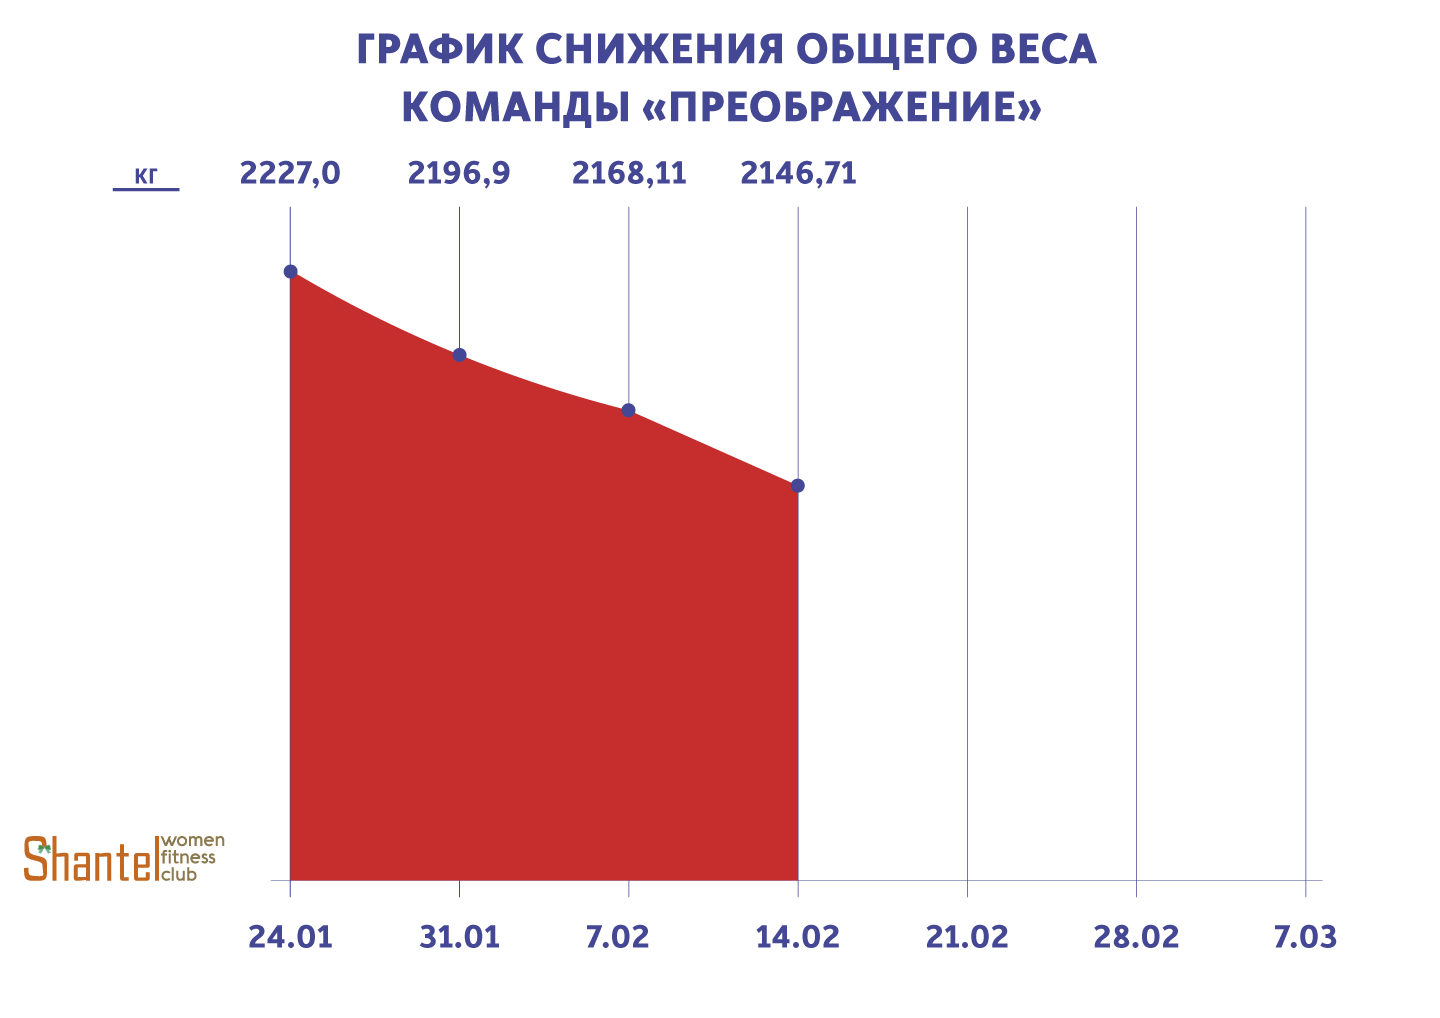 ГРАФИК СНИЖЕНИЯ ОБЩЕГО ВЕСА
КОМАНДЫ «ПРЕОБРАЖЕНИЕ»
кг 2227,0 2196,9 2168,11 2146,71
Shantel
women
fitness
club
24.01 31.01 7.02 14.02 21.02 28.02 7.03